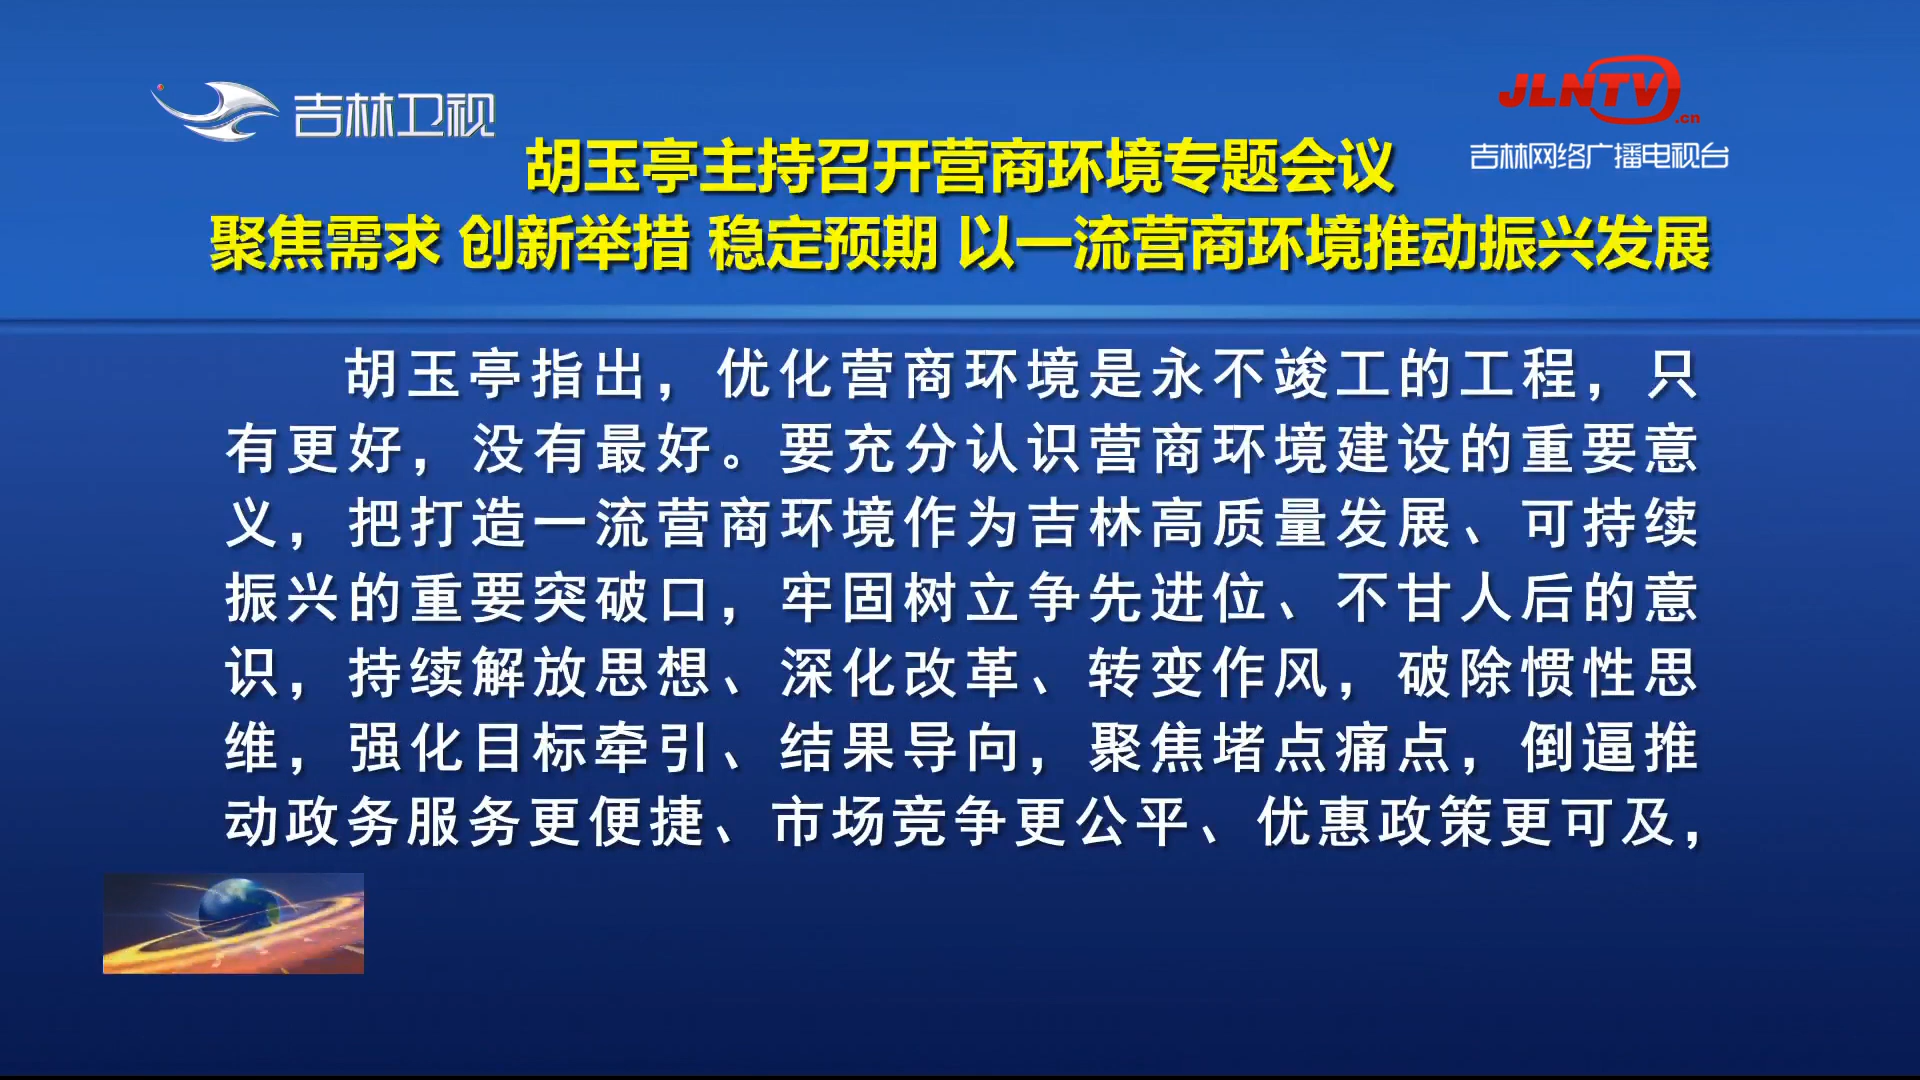 吉林卫视
JLNTV.cn
吉林网络广播电视台
胡玉亭主持召开营商环境专题会议
聚焦需求 创新举措 稳定预期 以一流营商环境推动振兴发展
胡玉亭指出，优化营商环境是永不竣工的工程，只
有更好，没有最好。要充分认识营商环境建设的重要意
义，把打造一流营商环境作为吉林高质量发展、可持续
振兴的重要突破口，牢固树立争先进位、不甘人后的意
识，持续解放思想、深化改革、转变作风，破除惯性思
维，强化目标牵引、结果导向，聚焦堵点痛点，倒逼推
动政务服务更便捷、市场竞争更公平、优惠政策更可及，